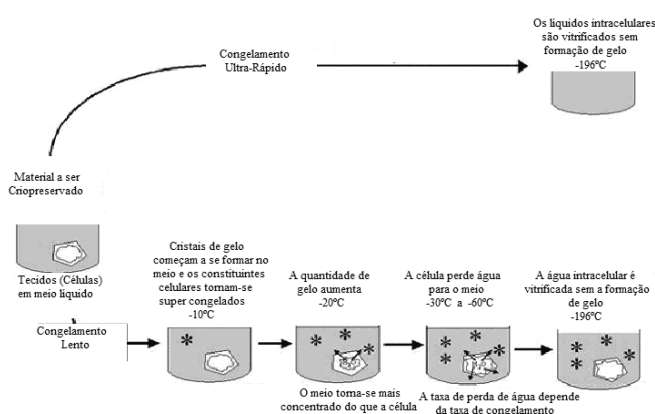 Os líquidos intracelulares
são vitrificados sem
formação de gelo
-196ºC
Congelamento
Ultra-Rápido
Material a ser
Criopreservado
Tecidos (Células)
em meio líquido
Congelamento
Lento
Cristais de gelo
começam a se formar no
meio e os constituintes
celulares tornam-se
super congelados
-10ºC
A quantidade de
gelo aumenta
-20ºC
O meio torna-se mais
concentrado do que a célula
A célula perde água
para o meio
-30ºC a -60ºC
A taxa de perda de água depende
da taxa de congelamento
A água intracelular é
vitrificada sem a formação
de gelo
-196ºC